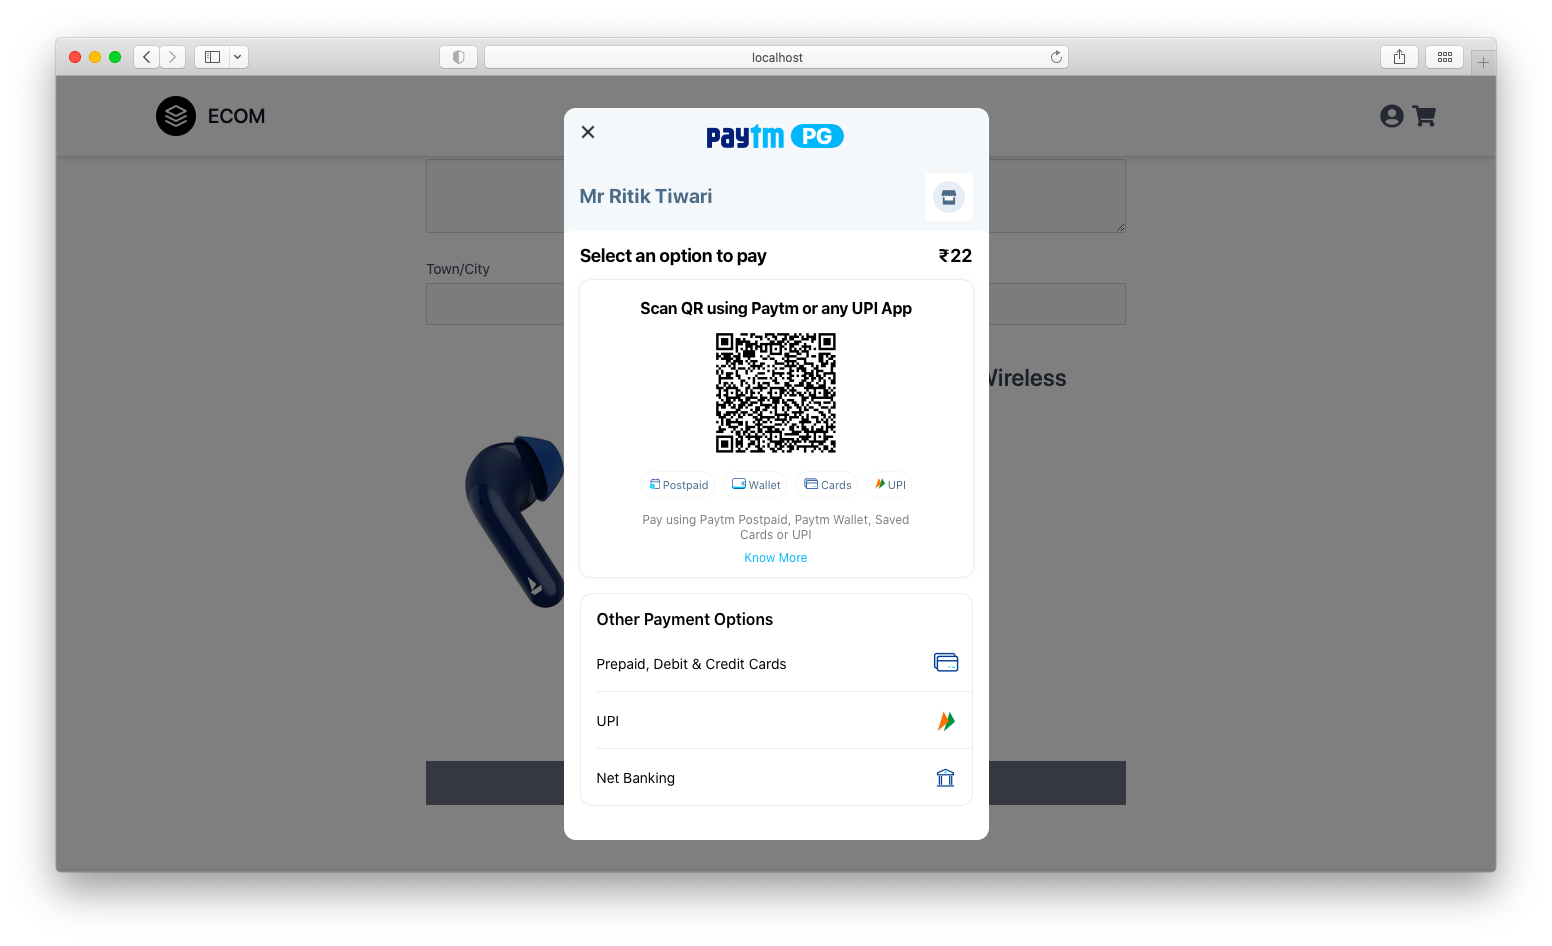 localhost
ECOM
paytm PG
Mr Ritik Tiwari
Select an option to pay
₹22
Town/City
Scan QR using Paytm or any UPI App
Postpaid
Wallet
Cards
UPI
Pay using Paytm Postpaid, Paytm Wallet, Saved
Cards or UPI
Know More
Other Payment Options
Prepaid, Debit & Credit Cards
UPI
Net Banking